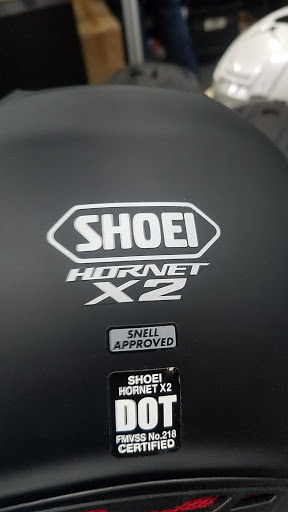 SHOEI
HORNET
X2
SNELL
APPROVED
SHOEI
HORNET X2
DOT
FMVSS No.218
CERTIFIED